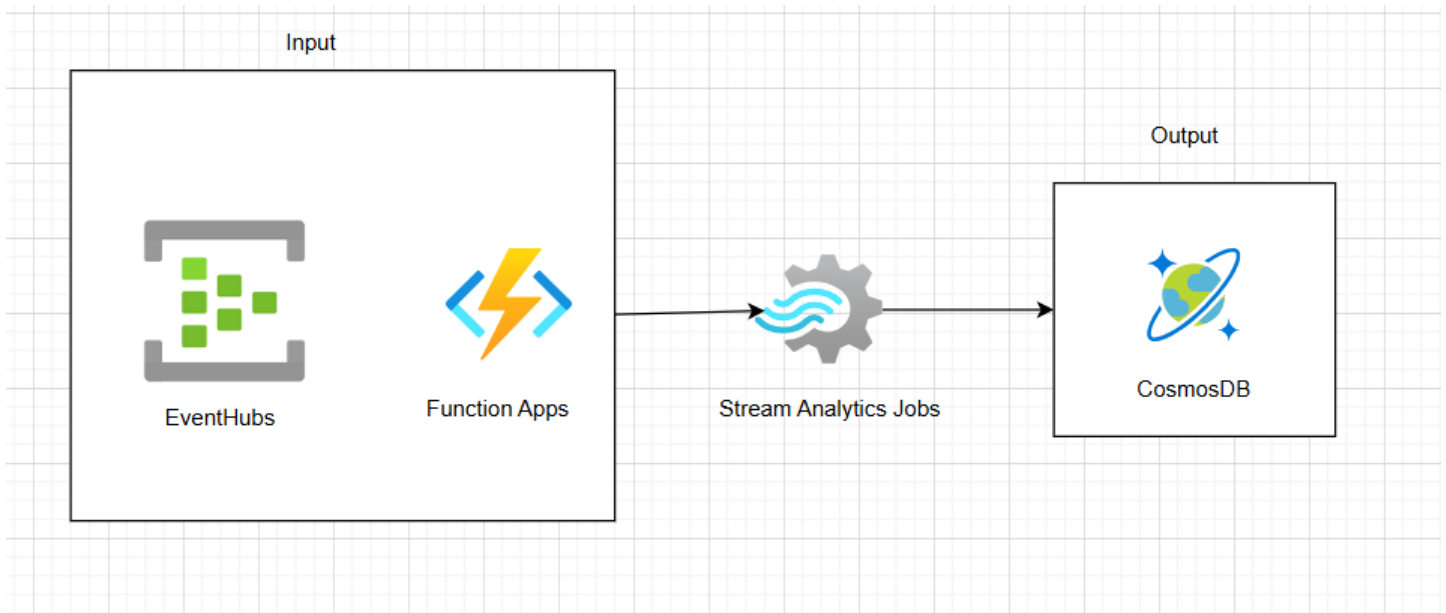 Input
Output
EventHubs
Function Apps
Stream Analytics Jobs
CosmosDB